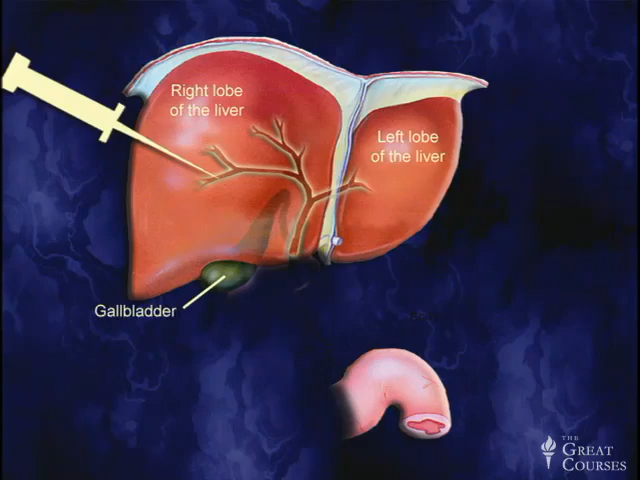 Right lobe
of the liver
Left lobe
of the liver
Gallbladder
THE
GREAT
COURSES